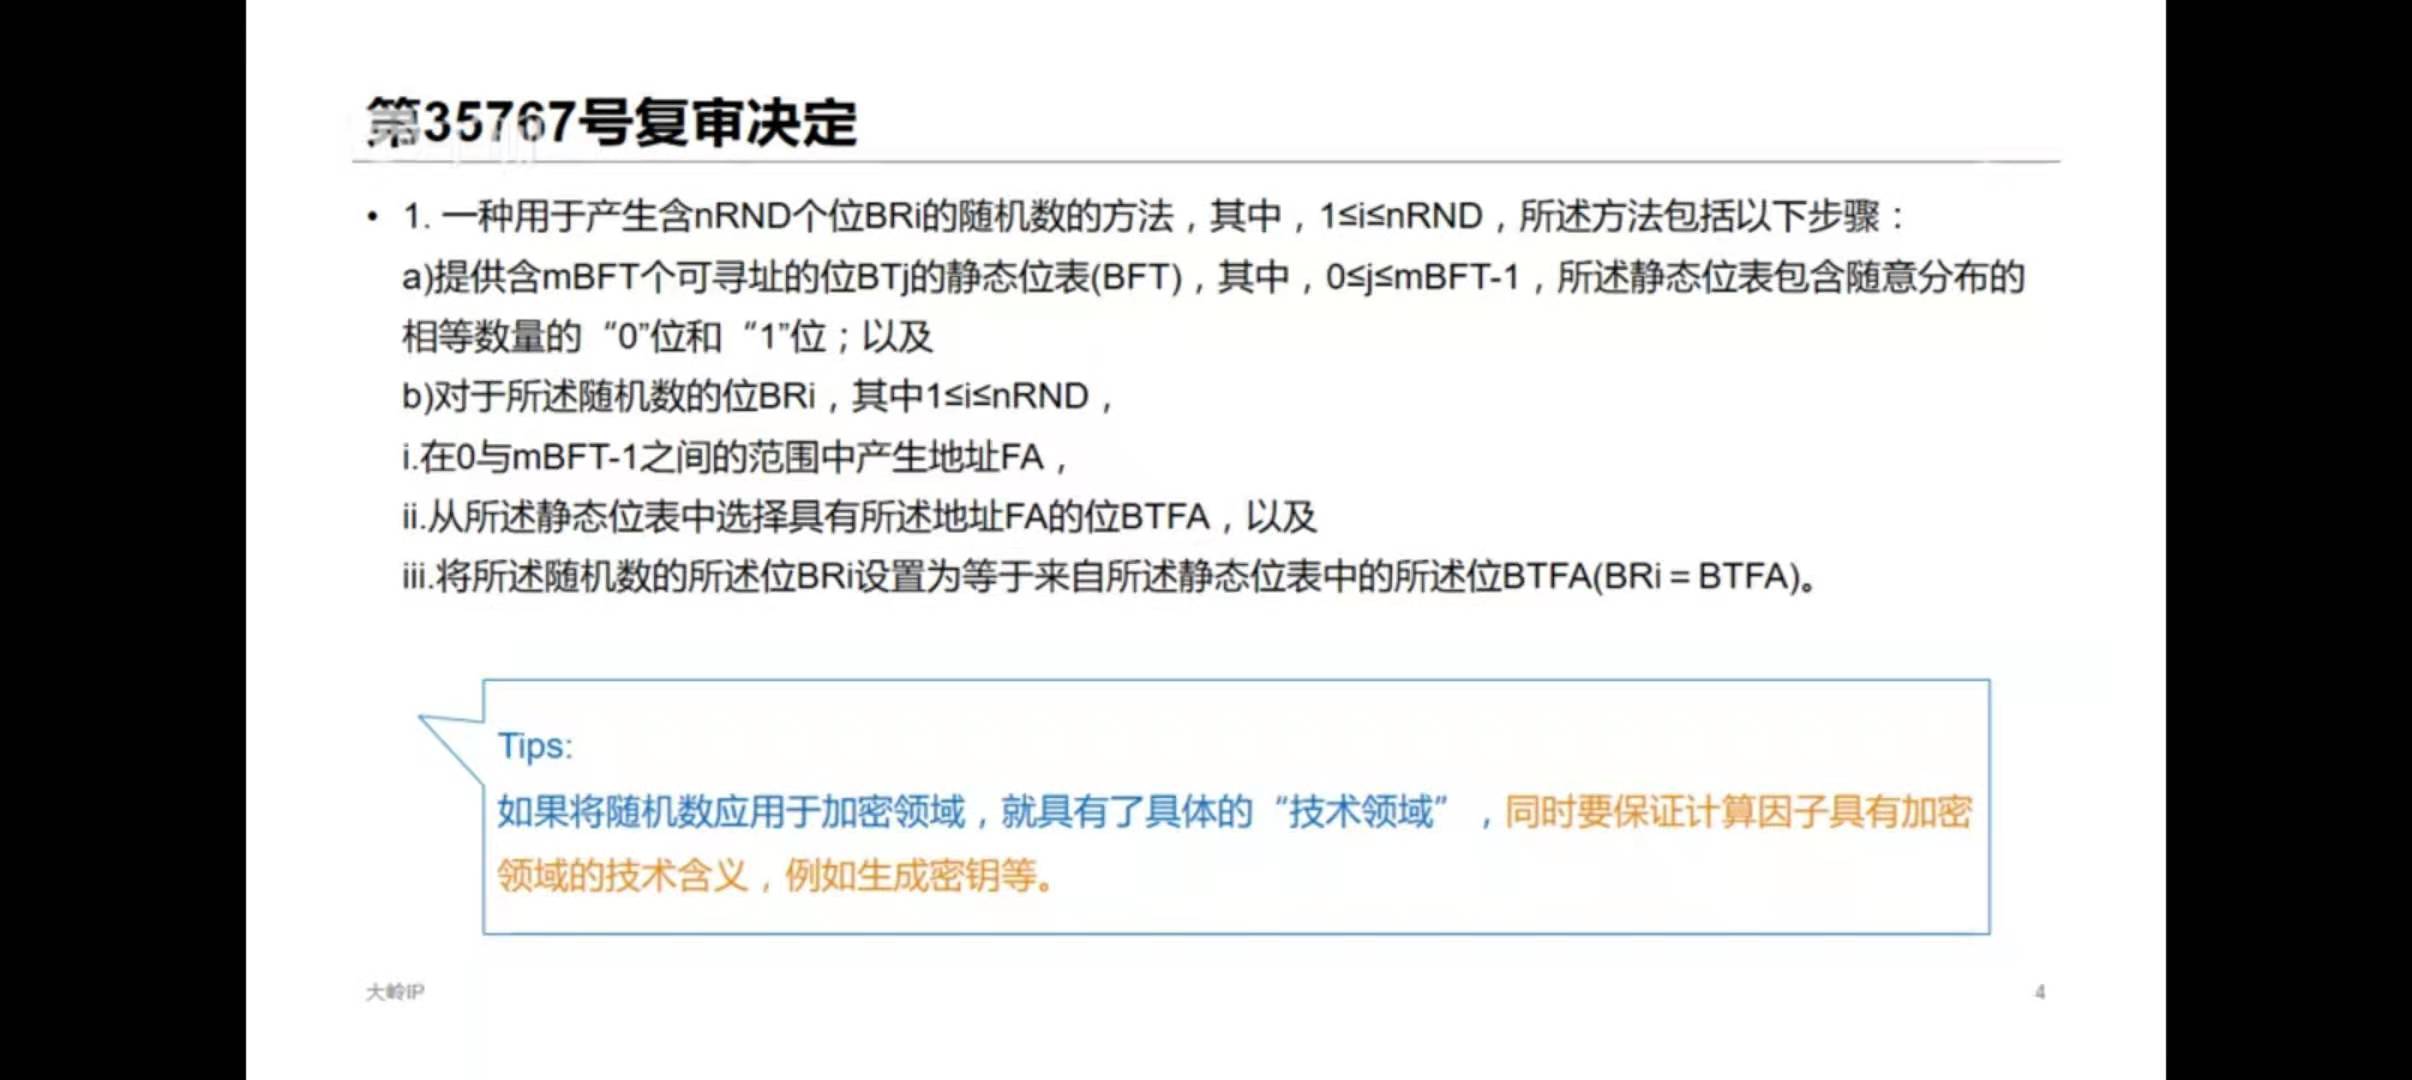 第35767号复审决定
• 1. 一种用于产生含nRND个位BRi的随机数的方法，其中，1≤i≤nRND，所述方法包括以下步骤：
a)提供含mBFT个可寻址的位BTj的静态位表(BFT)，其中，0≤j≤mBFT-1，所述静态位表包含随意分布的
相等数量的“0”位和“1”位；以及
b)对于所述随机数的位BRi，其中1≤i≤nRND，
i.在0与mBFT-1之间的范围中产生地址FA，
ii.从所述静态位表中选择具有所述地址FA的位BTFA，以及
iii.将所述随机数的所述位BRi设置为等于来自所述静态位表中的所述位BTFA(BRi = BTFA)。
Tips:
如果将随机数应用于加密领域，就具有了具体的“技术领域”，同时要保证计算因子具有加密
领域的技术含义，例如生成密钥等。
大岭IP
4